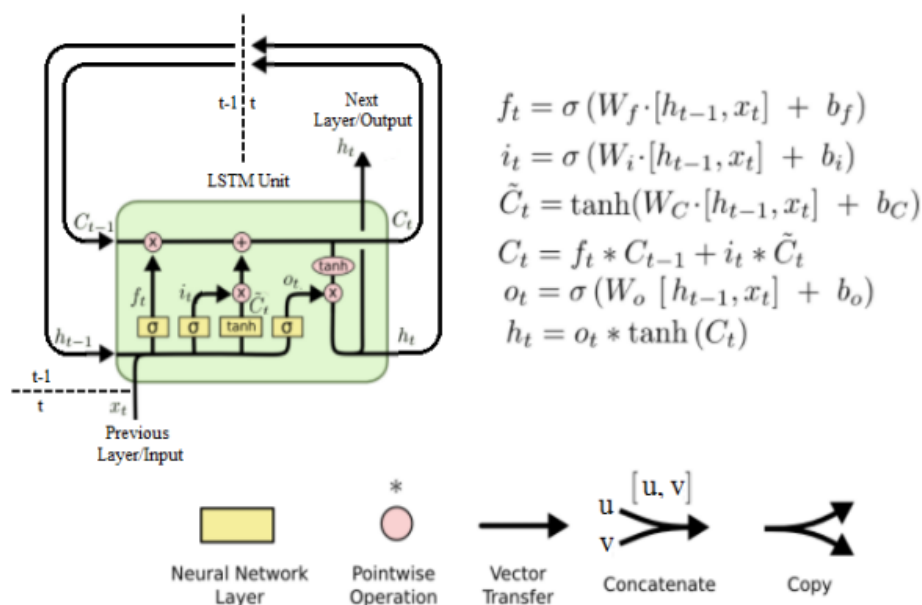 t-1 t
Next
Layer/Output
h_t
LSTM Unit
C_{t-1}
C_t
x
+
tanh
f_t
i_t
x
C̃_t
o_t
x
σ
σ
tanh
σ
h_{t-1}
h_t
t-1
t
x_t
Previous
Layer/Input
f_t = σ (W_f·[h_{t-1}, x_t] + b_f)
i_t = σ (W_i·[h_{t-1}, x_t] + b_i)
C̃_t = tanh(W_C·[h_{t-1}, x_t] + b_C)
C_t = f_t * C_{t-1} + i_t * C̃_t
o_t = σ (W_o [h_{t-1}, x_t] + b_o)
h_t = o_t * tanh (C_t)
*
u
v
[u, v]
Neural Network
Layer
Pointwise
Operation
Vector
Transfer
Concatenate
Copy